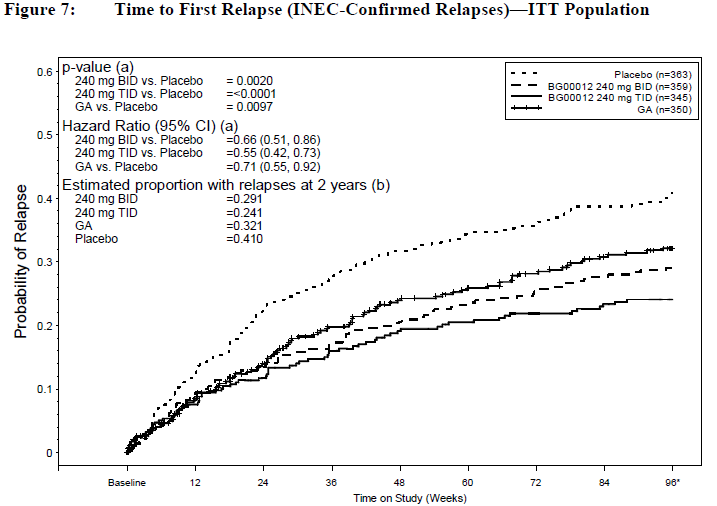 Figure 7: Time to First Relapse (INEC-Confirmed Relapses)—ITT Population
p-value (a)
240 mg BID vs. Placebo = 0.0020
240 mg TID vs. Placebo =<0.0001
GA vs. Placebo = 0.0097
Hazard Ratio (95% CI) (a)
240 mg BID vs. Placebo =0.66 (0.51, 0.86)
240 mg TID vs. Placebo =0.55 (0.42, 0.73)
GA vs. Placebo =0.71 (0.55, 0.92)
Estimated proportion with relapses at 2 years (b)
240 mg BID =0.291
240 mg TID =0.241
GA =0.321
Placebo =0.410
Placebo (n=363)
BG00012 240 mg BID (n=359)
BG00012 240 mg TID (n=345)
GA (n=350)
Probability of Relapse
0.6
0.5
0.4
0.3
0.2
0.1
0
Baseline 12 24 36 48 60 72 84 96*
Time on Study (Weeks)